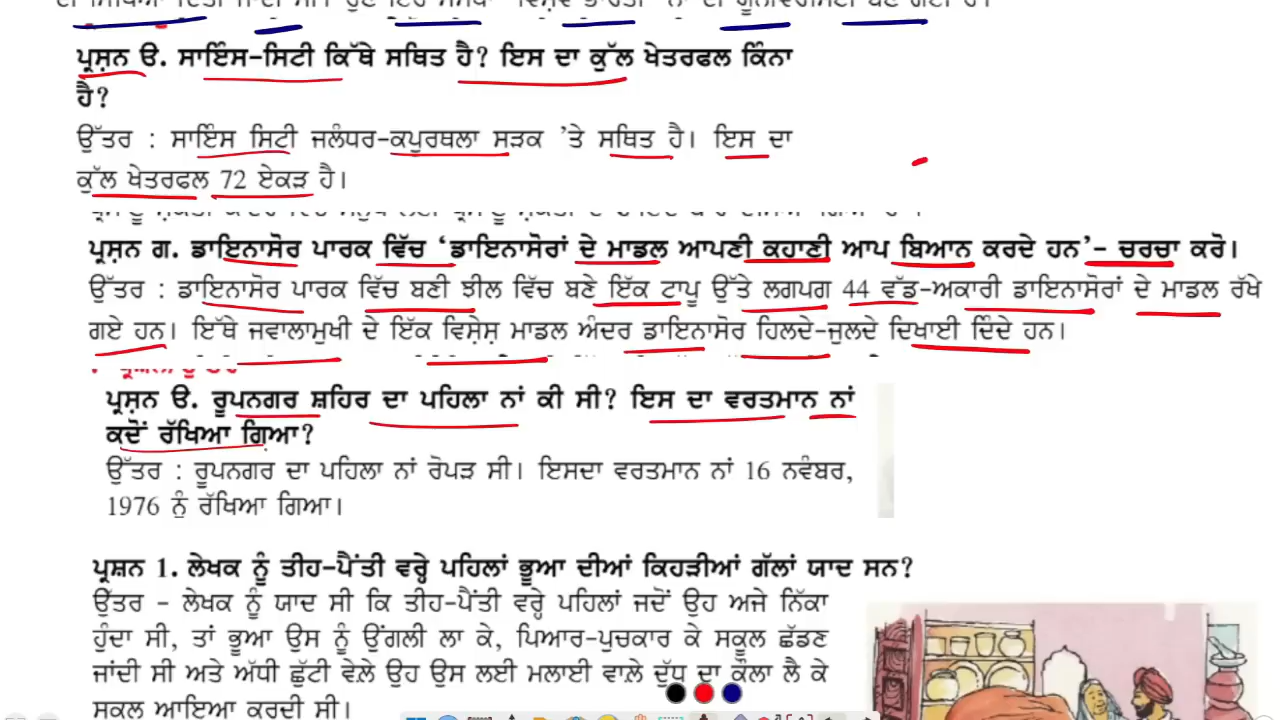 ਪ੍ਰਸ਼ਨ ੳ. ਸਾਇੰਸ-ਸਿਟੀ ਕਿੱਥੇ ਸਥਿਤ ਹੈ? ਇਸ ਦਾ ਕੁੱਲ ਖੇਤਰਫਲ ਕਿੰਨਾ
ਹੈ?
ਉੱਤਰ : ਸਾਇੰਸ ਸਿਟੀ ਜਲੰਧਰ-ਕਪੂਰਥਲਾ ਸੜਕ 'ਤੇ ਸਥਿਤ ਹੈ। ਇਸ ਦਾ
ਕੁੱਲ ਖੇਤਰਫਲ 72 ਏਕੜ ਹੈ।
ਪ੍ਰਸ਼ਨ ਗ. ਡਾਇਨਾਸੋਰ ਪਾਰਕ ਵਿੱਚ 'ਡਾਇਨਾਸੋਰਾਂ ਦੇ ਮਾਡਲ ਆਪਣੀ ਕਹਾਣੀ ਆਪ ਬਿਆਨ ਕਰਦੇ ਹਨ'- ਚਰਚਾ ਕਰੋ।
ਉੱਤਰ : ਡਾਇਨਾਸੋਰ ਪਾਰਕ ਵਿੱਚ ਬਣੀ ਝੀਲ ਵਿੱਚ ਬਣੇ ਇੱਕ ਟਾਪੂ ਉੱਤੇ ਲਗਪਗ 44 ਵੱਡ-ਅਕਾਰੀ ਡਾਇਨਾਸੋਰਾਂ ਦੇ ਮਾਡਲ ਰੱਖੇ
ਗਏ ਹਨ। ਇੱਥੇ ਜਵਾਲਾਮੁਖੀ ਦੇ ਇੱਕ ਵਿਸ਼ੇਸ਼ ਮਾਡਲ ਅੰਦਰ ਡਾਇਨਾਸੋਰ ਹਿਲਦੇ-ਜੁਲਦੇ ਦਿਖਾਈ ਦਿੰਦੇ ਹਨ।
ਪ੍ਰਸ਼ਨ ੳ. ਰੂਪਨਗਰ ਸ਼ਹਿਰ ਦਾ ਪਹਿਲਾ ਨਾਂ ਕੀ ਸੀ? ਇਸ ਦਾ ਵਰਤਮਾਨ ਨਾਂ
ਕਦੋਂ ਰੱਖਿਆ ਗਿਆ?
ਉੱਤਰ : ਰੂਪਨਗਰ ਦਾ ਪਹਿਲਾ ਨਾਂ ਰੋਪੜ ਸੀ। ਇਸਦਾ ਵਰਤਮਾਨ ਨਾਂ 16 ਨਵੰਬਰ,
1976 ਨੂੰ ਰੱਖਿਆ ਗਿਆ।
ਪ੍ਰਸ਼ਨ 1. ਲੇਖਕ ਨੂੰ ਤੀਹ-ਪੈਂਤੀ ਵਰ੍ਹੇ ਪਹਿਲਾਂ ਭੂਆ ਦੀਆਂ ਕਿਹੜੀਆਂ ਗੱਲਾਂ ਯਾਦ ਸਨ?
ਉੱਤਰ - ਲੇਖਕ ਨੂੰ ਯਾਦ ਸੀ ਕਿ ਤੀਹ-ਪੈਂਤੀ ਵਰ੍ਹੇ ਪਹਿਲਾਂ ਜਦੋਂ ਉਹ ਅਜੇ ਨਿੱਕਾ
ਹੁੰਦਾ ਸੀ, ਤਾਂ ਭੂਆ ਉਸ ਨੂੰ ਉਂਗਲੀ ਲਾ ਕੇ, ਪਿਆਰ-ਪੁਚਕਾਰ ਕੇ ਸਕੂਲ ਛੱਡਣ
ਜਾਂਦੀ ਸੀ ਅਤੇ ਅੱਧੀ ਛੁੱਟੀ ਵੇਲ਼ੇ ਉਹ ਉਸ ਲਈ ਮਲਾਈ ਵਾਲ਼ੇ ਦੁੱਧ ਦਾ ਕੌਲਾ ਲੈ ਕੇ
ਸਕੂਲ ਆਇਆ ਕਰਦੀ ਸੀ।